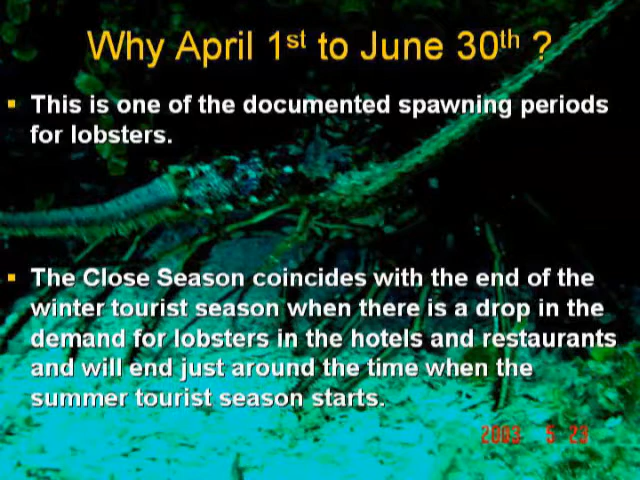 Why April 1st to June 30th ?
This is one of the documented spawning periods
for lobsters.
The Close Season coincides with the end of the
winter tourist season when there is a drop in the
demand for lobsters in the hotels and restaurants
and will end just around the time when the
summer tourist season starts.
2003 5 23